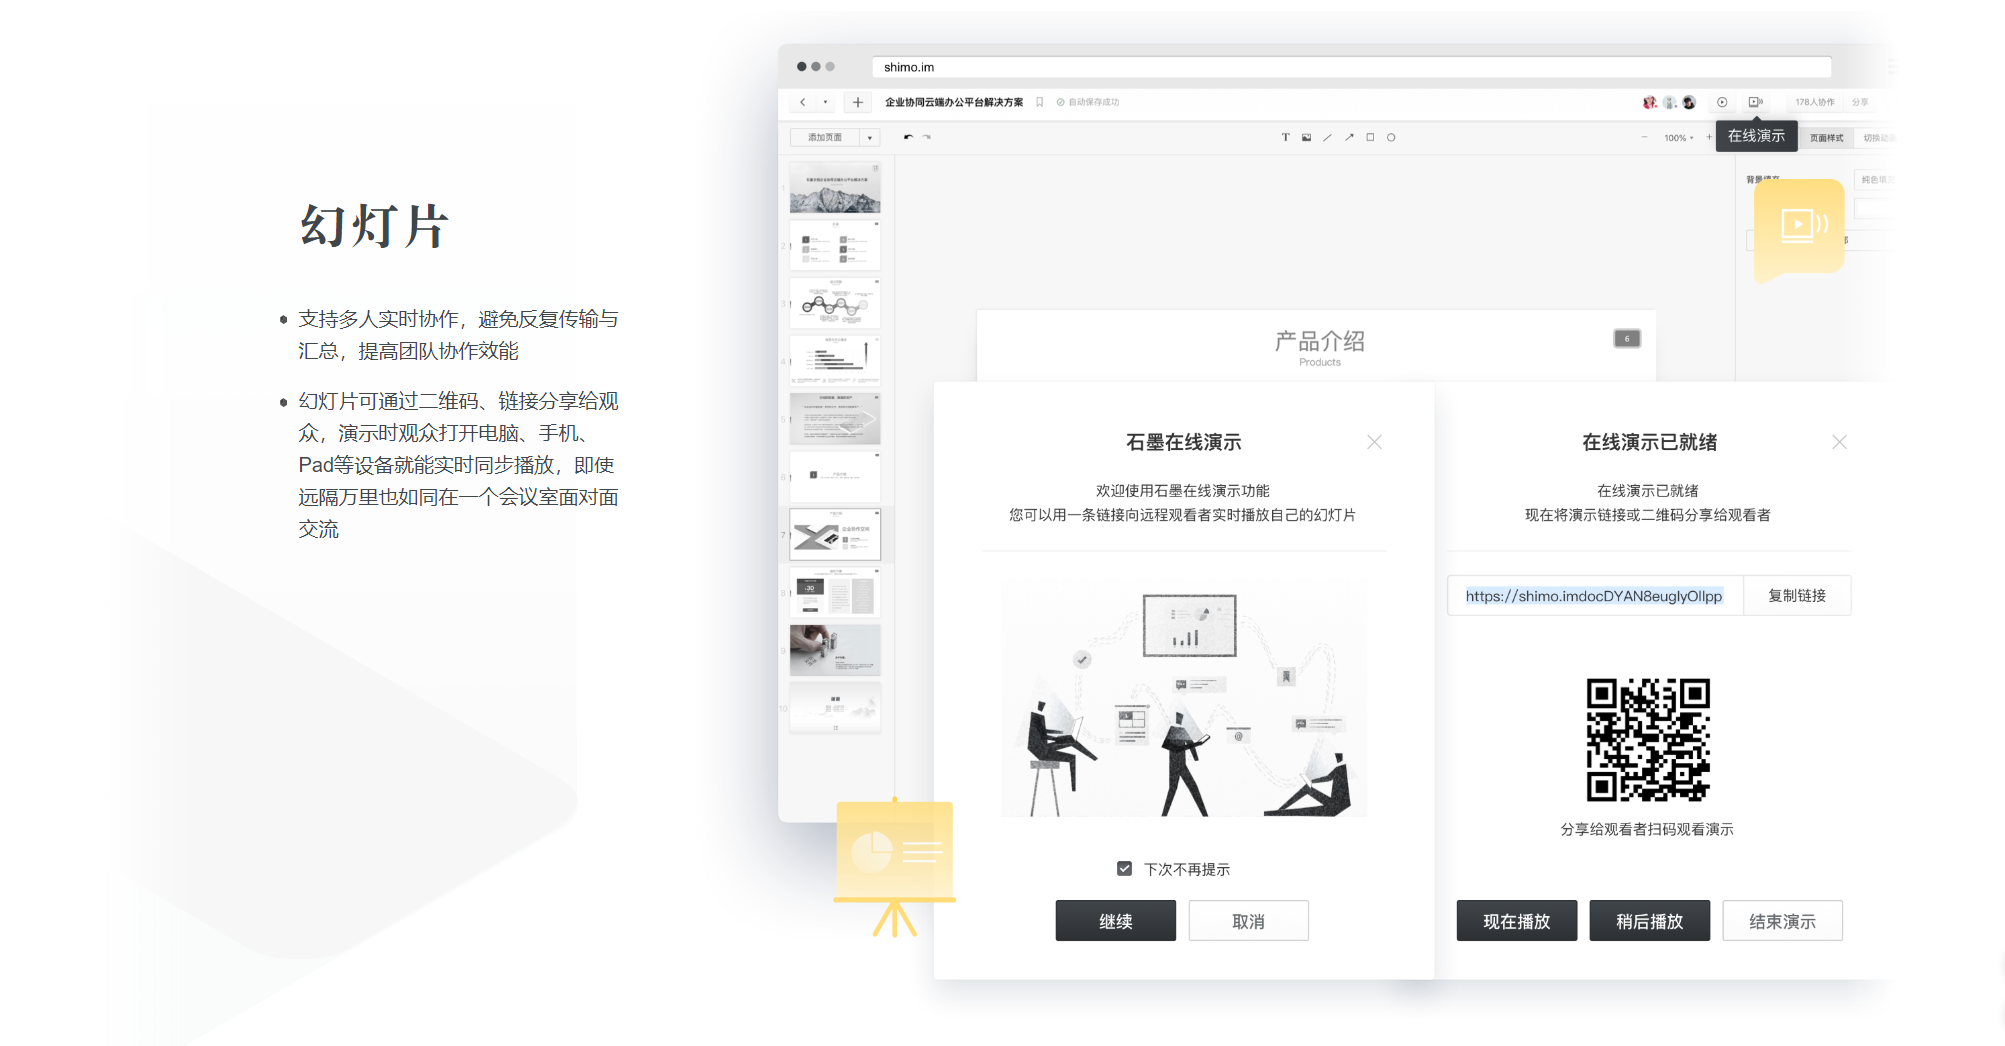 幻灯片
支持多人实时协作，避免反复传输与
汇总，提高团队协作效能
幻灯片可通过二维码、链接分享给观
众，演示时观众打开电脑、手机、
Pad等设备就能实时同步播放，即使
远隔万里也如同在一个会议室面对面
交流
shimo.im
企业协同云端办公平台解决方案
自动保存成功
178人协作
分享
添加页面
T
100%
在线演示
页面样式
切换动
背景填充
纯色填充
1
2
3
4
5
6
7
8
9
10
产品介绍
Products
6
石墨在线演示
欢迎使用石墨在线演示功能
您可以用一条链接向远程观看者实时播放自己的幻灯片
下次不再提示
继续
取消
在线演示已就绪
在线演示已就绪
现在将演示链接或二维码分享给观看者
https://shimo.imdocDYAN8euglyOllpp
复制链接
分享给观看者扫码观看演示
现在播放
稍后播放
结束演示